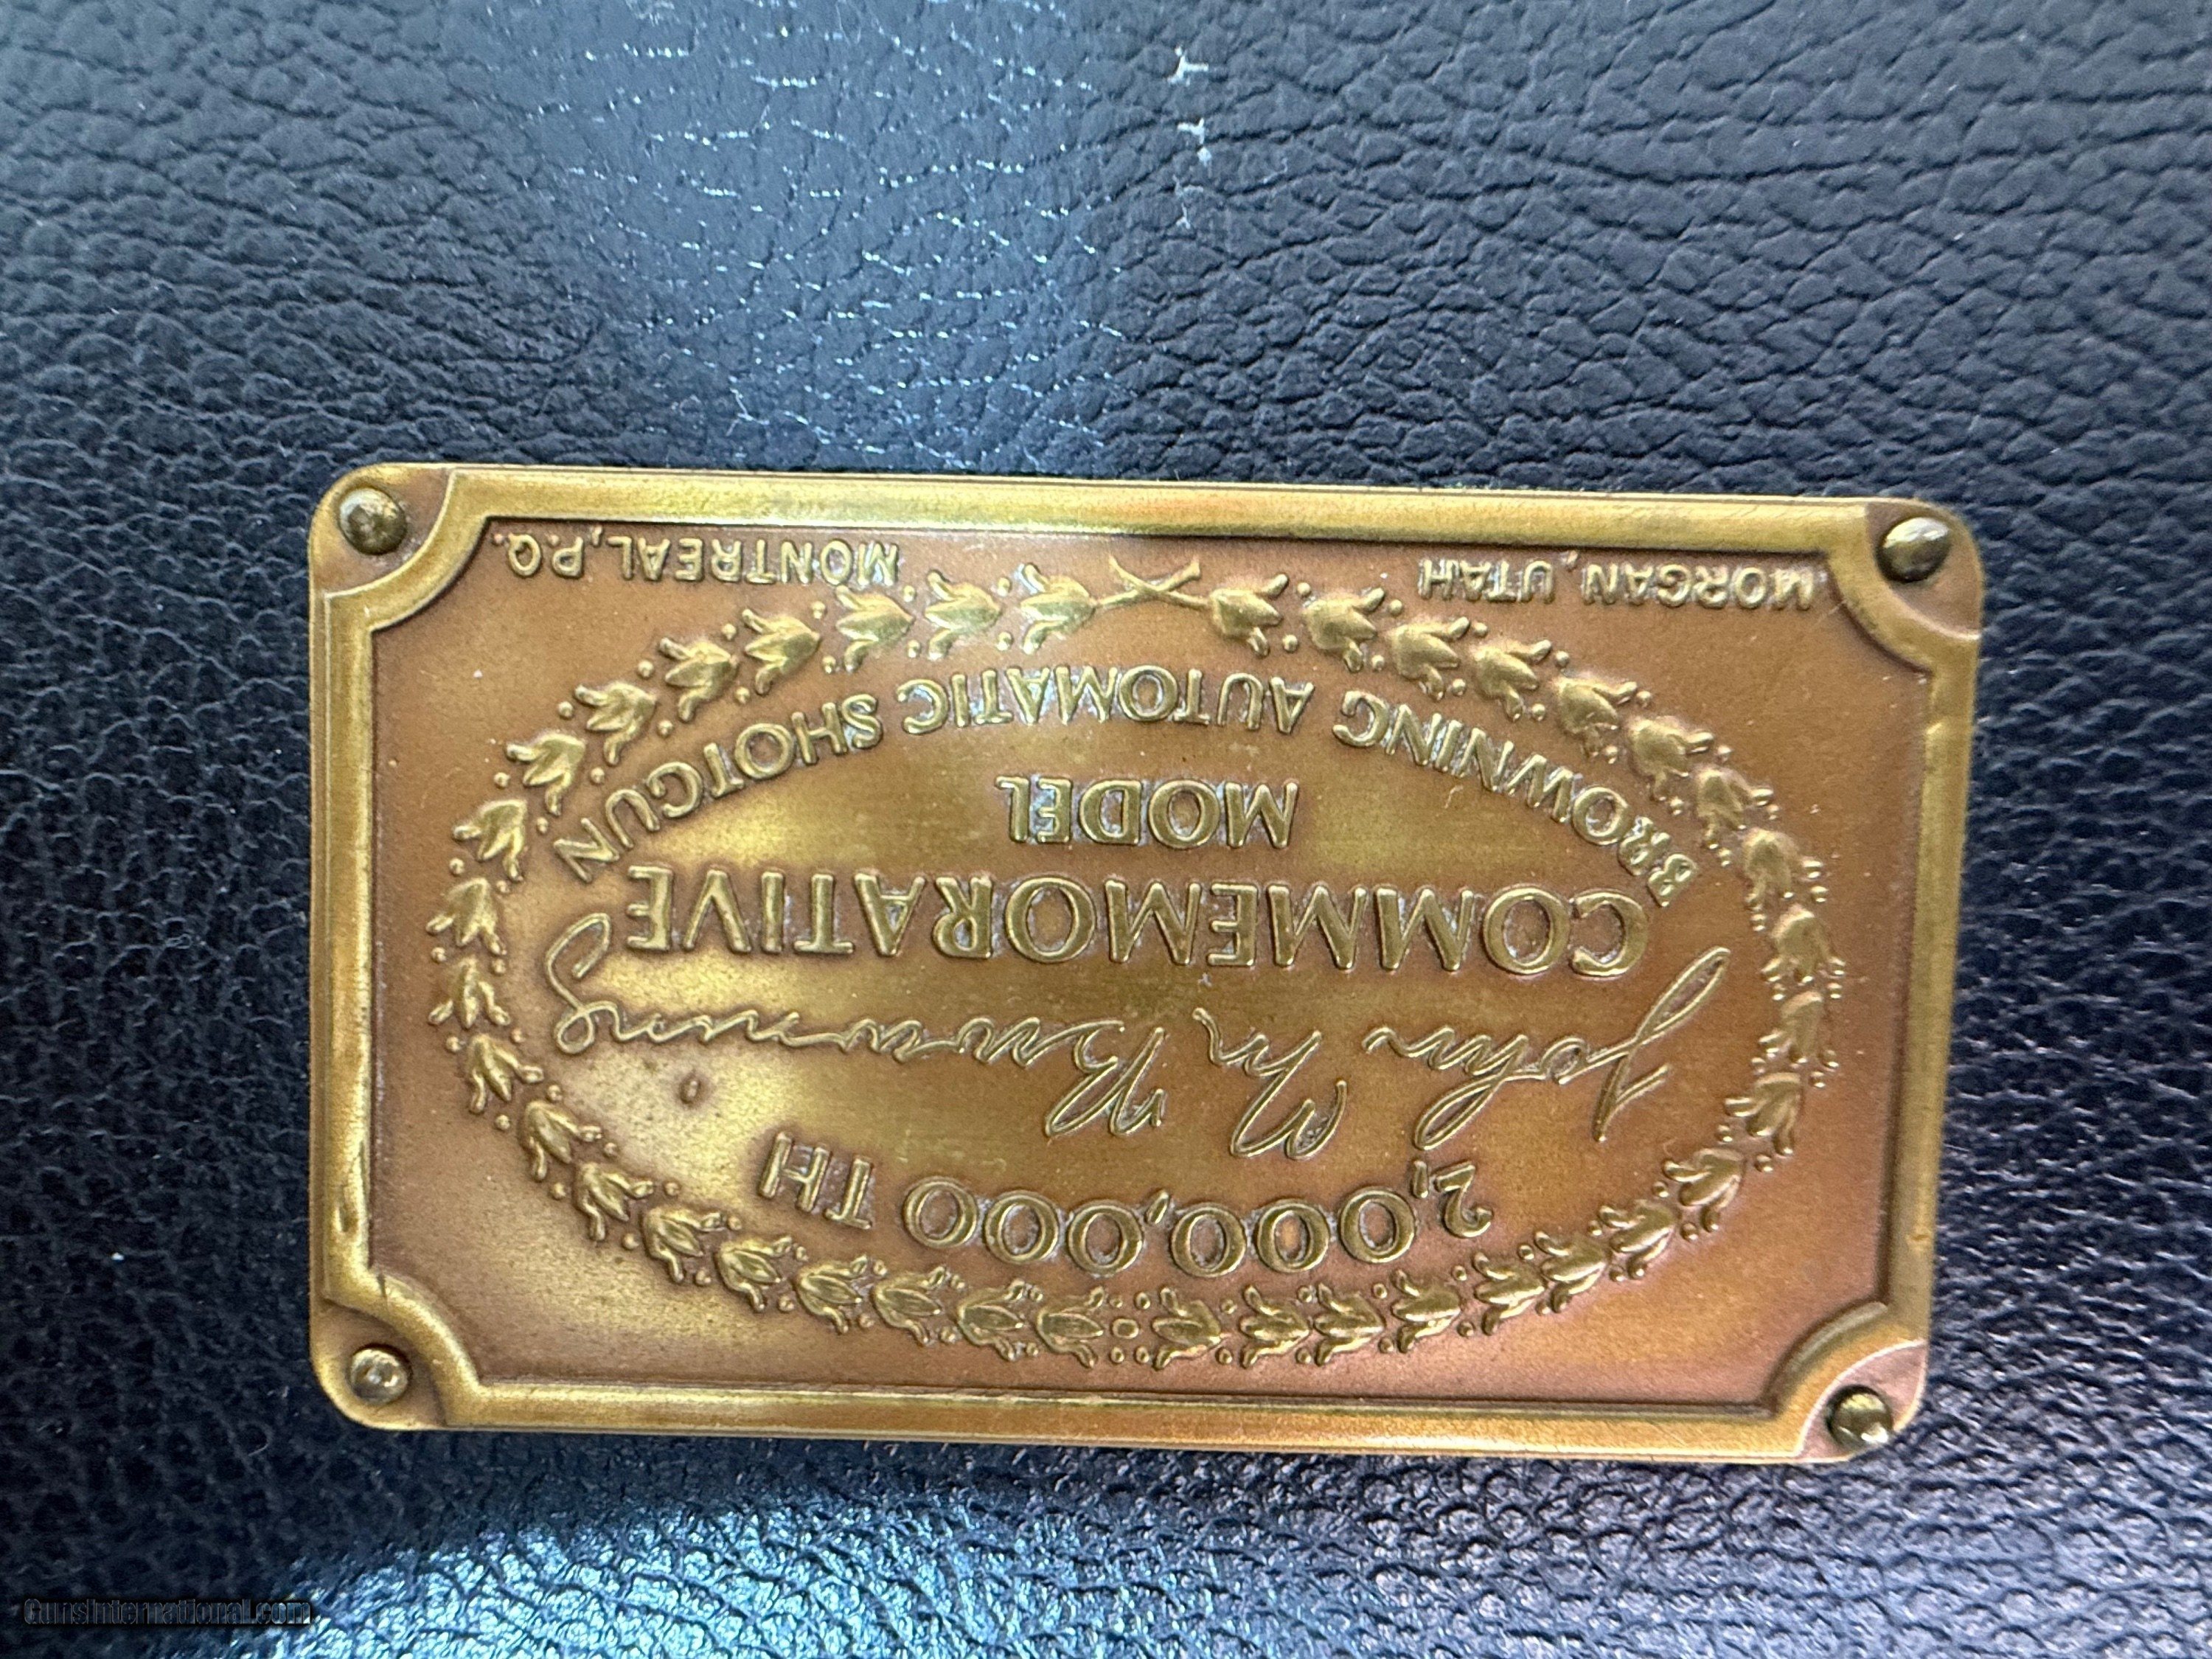 2,000,000 TH
John M Browning
COMMEMORATIVE
MODEL
BROWNING AUTOMATIC SHOTGUN
MORGAN, UTAH
MONTREAL, P.Q.
GunsInternational.com